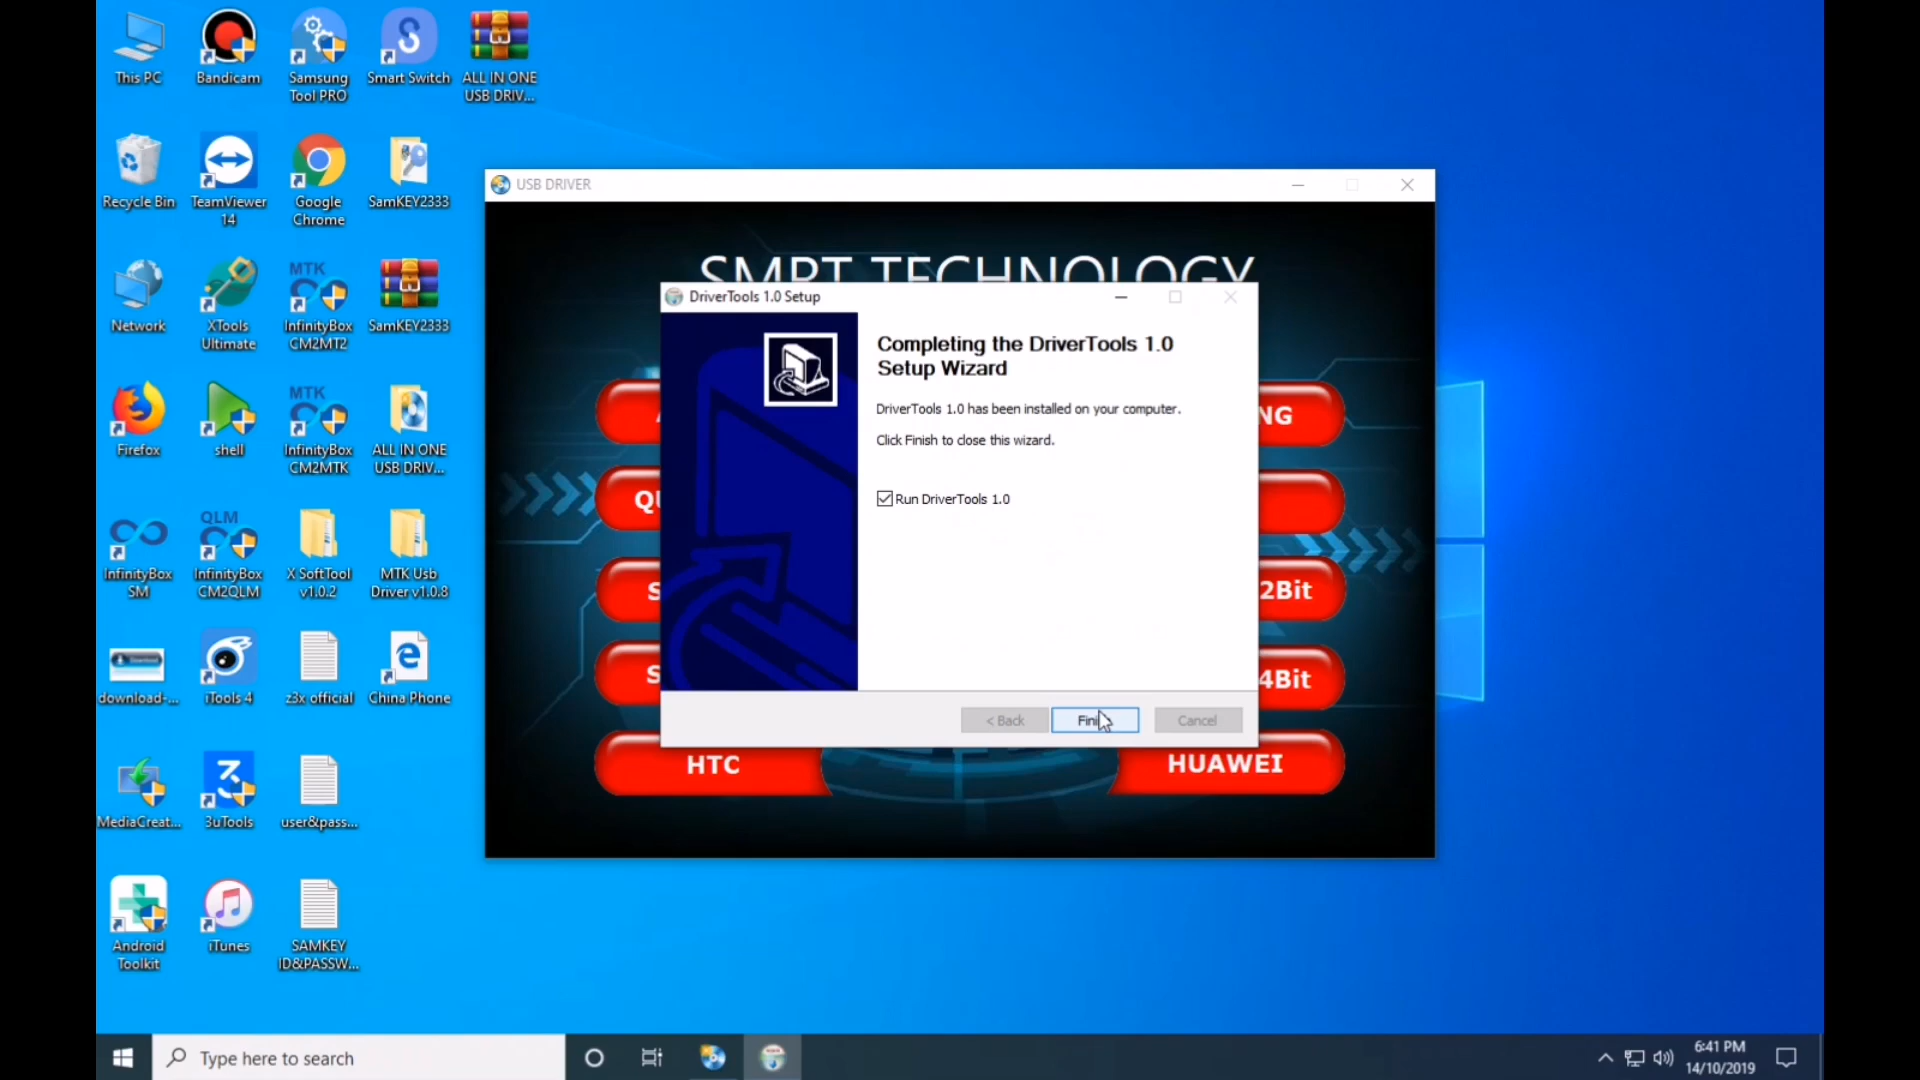 This PC
Bandicam
Samsung
Tool PRO
Smart Switch
ALL IN ONE
USB DRIV...
Recycle Bin
TeamViewer
14
Google
Chrome
SamKEY2333
Network
XTools
Ultimate
MTK
InfinityBox
CM2MT2
SamKEY2333
Firefox
shell
MTK
InfinityBox
CM2MTK
ALL IN ONE
USB DRIV...
InfinityBox
SM
QLM
InfinityBox
CM2QLM
X SoftTool
v1.0.2
MTK Usb
Driver v1.0.8
Download
download-...
iTools 4
z3x official
China Phone
MediaCreat...
3uTools
user&pass...
Android
Toolkit
iTunes
SAMKEY
ID&PASSW...
USB DRIVER
SMRT TECHNOLOGY
DriverTools 1.0 Setup
Completing the DriverTools 1.0
Setup Wizard
DriverTools 1.0 has been installed on your computer.
Click Finish to close this wizard.
Run DriverTools 1.0
< Back
Cancel
NG
2Bit
4Bit
HTC
HUAWEI
Type here to search
6:41 PM
14/10/2019